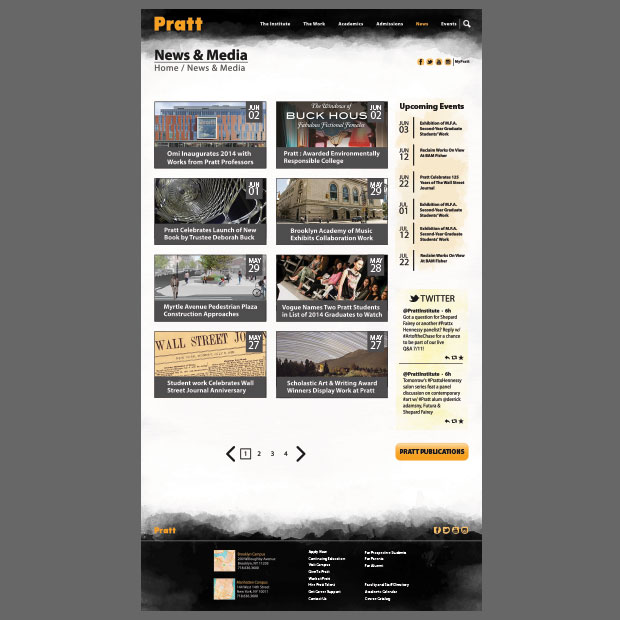 Pratt
The Institute
The Work
Academics
Admissions
News
Events
News & Media
Home / News & Media
MyPratt
JUN
02
Omi Inaugurates 2014 with
Works from Pratt Professors
The Windows of
BUCK HOUS
Fabulous Fictional Females
JUN
02
Pratt : Awarded Environmentally
Responsible College
JUN
01
Pratt Celebrates Launch of New
Book by Trustee Deborah Buck
MAY
29
Brooklyn Academy of Music
Exhibits Collaboration Work
MAY
29
Myrtle Avenue Pedestrian Plaza
Construction Approaches
MAY
28
Vogue Names Two Pratt Students
in List of 2014 Graduates to Watch
WALL STREET JO
MAY
27
Student work Celebrates Wall
Street Journal Anniversary
MAY
27
Scholastic Art & Writing Award
Winners Display Work at Pratt
1 2 3 4
Upcoming Events
JUN
03
Exhibition of M.F.A.
Second-Year Graduate
Students' Work
JUN
12
Reclaim Works On View
At BAM Fisher
JUN
22
Pratt Celebrates 125
Years of The Wall Street
Journal
JUL
01
Exhibition of M.F.A.
Second-Year Graduate
Students' Work
JUL
12
Exhibition of M.F.A.
Second-Year Graduate
Students' Work
JUL
22
Reclaim Works On View
At BAM Fisher
TWITTER
@PrattInstitute · 6h
Got a question for Shepard
Fairey or another #Prattx
Hennessy panelist? Reply w/
#ArtoftheChase for a chance
to be part of our live
Q&A 7/11!
@PrattInstitute · 6h
Tomorrow's #PrattxHennessy
salon series feat a panel
discussion on contemporary
#art w/ #Pratt alum @derrick
adamsny, Futura &
Shepard Fairey
PRATT PUBLICATIONS
Pratt
Brooklyn Campus
200 Willoughby Avenue
Brooklyn, NY 11205
718.636.3600
Manhattan Campus
144 West 14th Street
New York, NY 10011
718.636.3600
Apply Now
Continuing Education
Visit Campus
Give To Pratt
Work at Pratt
Hire Pratt Talent
Get Career Support
Contact Us
For Prospective Students
For Parents
For Alumni
Faculty and Staff Directory
Academic Calendar
Course Catalog